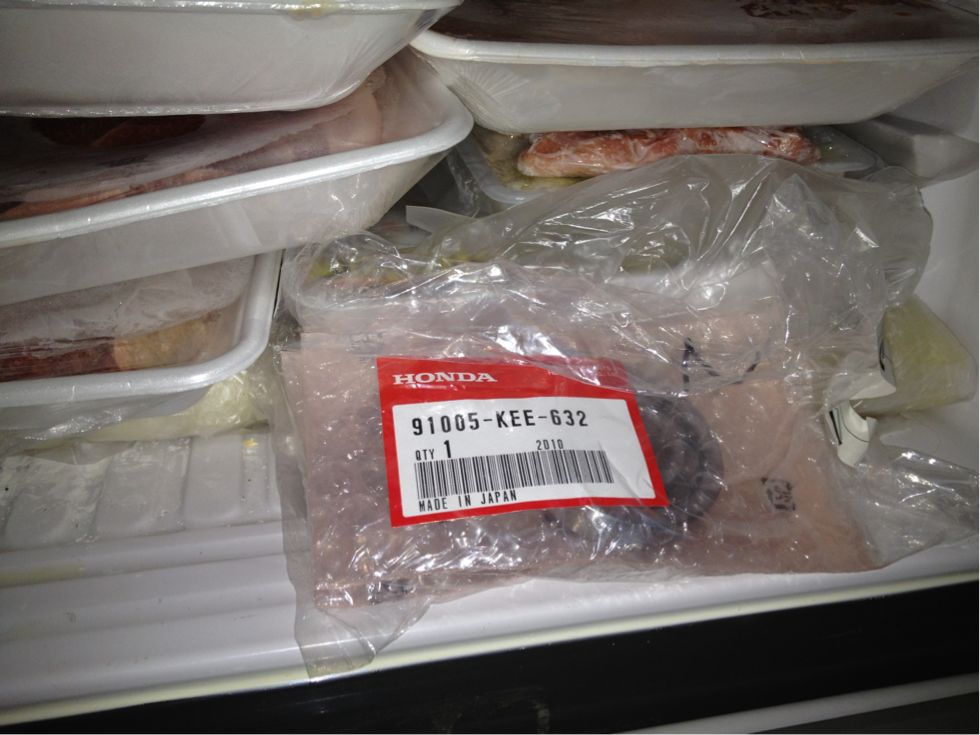 HONDA
91005-KEE-632
QTY 1 2010
MADE IN JAPAN